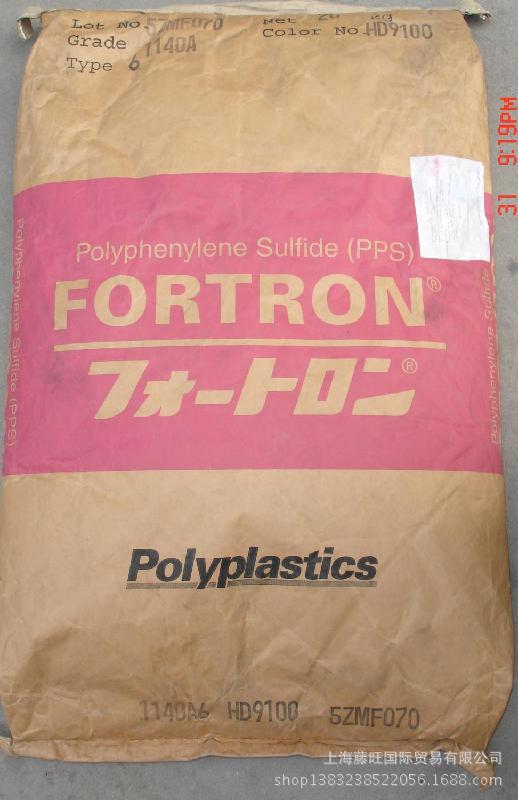 Lot No 5ZMF070
Net 20 kg
Grade 1140A
Color No. HD9100
Type 6
31 9:19PM
Polyphenylene Sulfide (PPS)
FORTRON®
フォートロン®
Polyphenylene Sulfide (PPS)
Polyphenylene Sulfide
Polyplastics
1140A6 HD9100 5ZMF070
上海藤旺国际贸易有限公司
shop1383238522056.1688.com